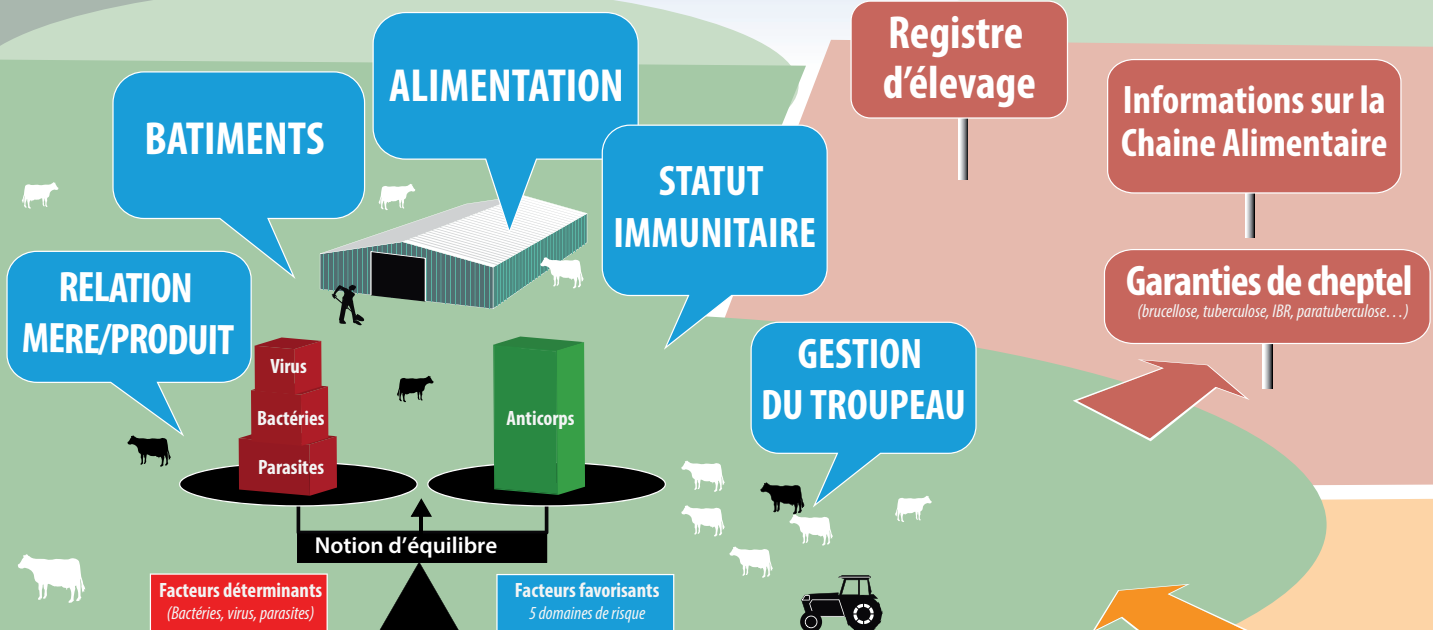 ALIMENTATION
BATIMENTS
STATUT
IMMUNITAIRE
RELATION
MERE/PRODUIT
GESTION
DU TROUPEAU
Virus
Bactéries
Parasites
Anticorps
Notion d'équilibre
Facteurs déterminants
(Bactéries, virus, parasites)
Facteurs favorisants
5 domaines de risque
Registre
d'élevage
Informations sur la
Chaine Alimentaire
Garanties de cheptel
(brucellose, tuberculose, IBR, paratuberculose…)